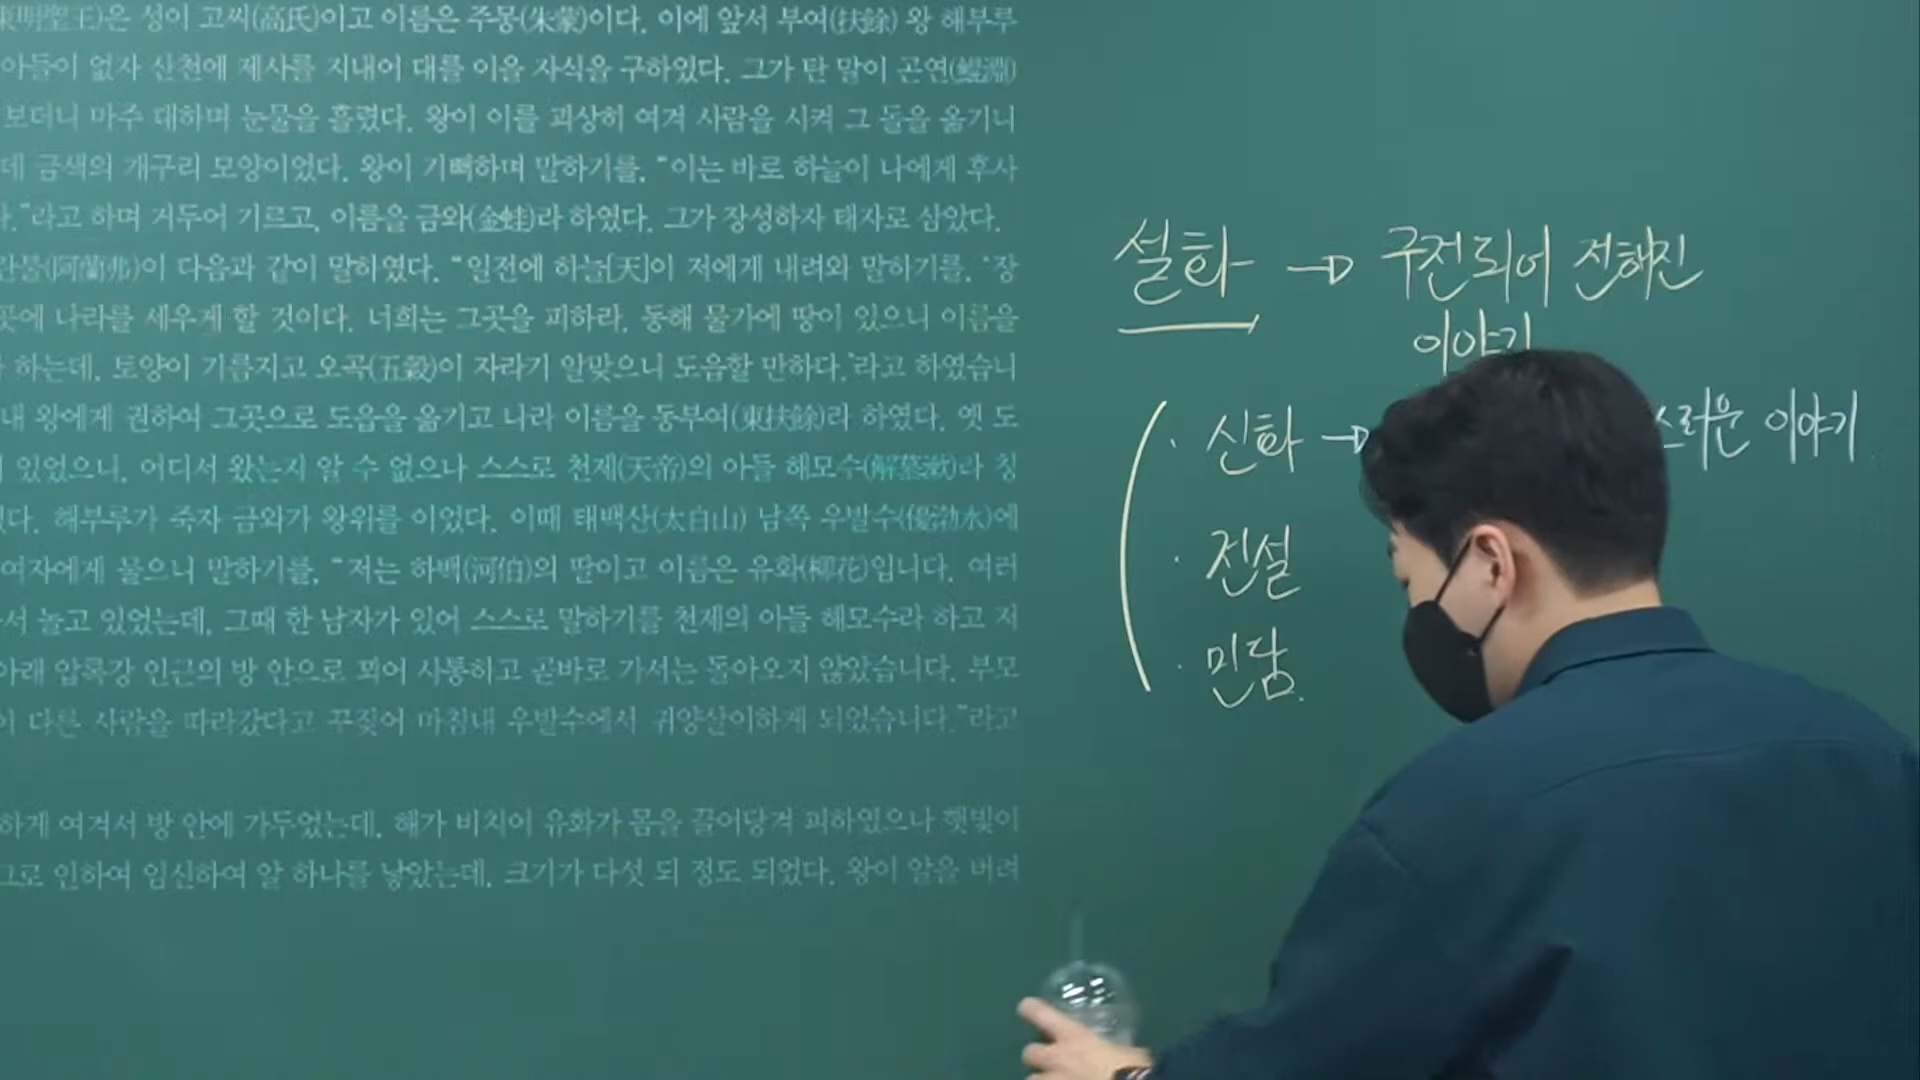 東明聖王)은 성이 고씨(高氏)이고 이름은 주몽(朱蒙)이다. 이에 앞서 부여(扶餘) 왕 해부루
아들이 없자 산천에 제사를 지내어 대를 이을 자식을 구하였다. 그가 탄 말이 곤연(鯤淵)
보더니 마주 대하며 눈물을 흘렸다. 왕이 이를 괴상히 여겨 사람을 시켜 그 돌을 옮기니
데 금색의 개구리 모양이었다. 왕이 기뻐하며 말하기를, “이는 바로 하늘이 나에게 후사
.”라고 하며 거두어 기르고, 이름을 금와(金蛙)라 하였다. 그가 장성하자 태자로 삼았다.
란불(阿蘭弗)이 다음과 같이 말하였다. “일전에 하늘[天]이 저에게 내려와 말하기를, ‘장
곳에 나라를 세우게 할 것이다. 너희는 그곳을 피하라. 동해 물가에 땅이 있으니 이름을
하는데, 토양이 기름지고 오곡(五穀)이 자라기 알맞으니 도읍할 만하다.’라고 하였습니
내 왕에게 권하여 그곳으로 도읍을 옮기고 나라 이름을 동부여(東扶餘)라 하였다. 옛 도
있었으니, 어디서 왔는지 알 수 없으나 스스로 천제(天帝)의 아들 해모수(解慕漱)라 칭
다. 해부루가 죽자 금와가 왕위를 이었다. 이때 태백산(太白山) 남쪽 우발수(優渤水)에
여자에게 물으니 말하기를, “저는 하백(河伯)의 딸이고 이름은 유화(柳花)입니다. 여러
서 놀고 있었는데, 그때 한 남자가 있어 스스로 말하기를 천제의 아들 해모수라 하고 저
아래 압록강 인근의 방 안으로 꾀어 사통하고 곧바로 가서는 돌아오지 않았습니다. 부모
이 다른 사람을 따라갔다고 꾸짖어 마침내 우발수에서 귀양살이하게 되었습니다.”라고
하게 여겨서 방 안에 가두었는데, 해가 비치어 유화가 몸을 끌어당겨 피하였으나 햇빛이
그로 인하여 임신하여 알 하나를 낳았는데, 크기가 다섯 되 정도 되었다. 왕이 알을 버려
설화 → 구전되어 전해진
이야기
· 신화 → 스러운 이야기
· 전설
· 민담.